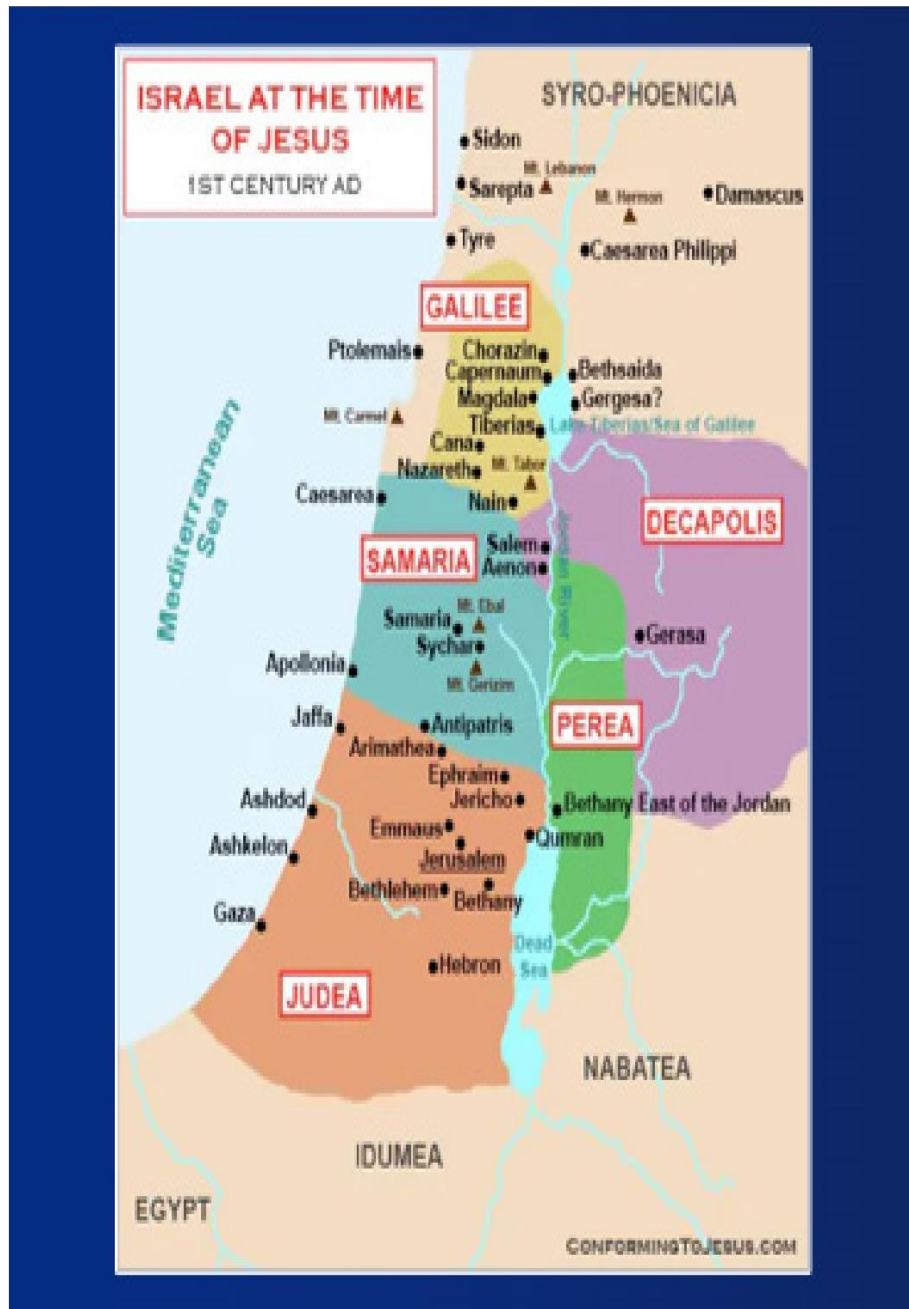 ISRAEL AT THE TIME
OF JESUS
1ST CENTURY AD
SYRO-PHOENICIA
Sidon
Mt. Lebanon
Sarepta
Mt. Hermon
Damascus
Tyre
Caesarea Philippi
GALILEE
Ptolemais
Chorazin
Capernaum
Bethsaida
Magdala
Gergesa?
Mt. Carmel
Tiberias
Lake Tiberias/Sea of Galilee
Cana
Nazareth
Mt. Tabor
Caesarea
Nain
Mediterranean
Sea
DECAPOLIS
Jordan River
SAMARIA
Salem
Aenon
Samaria
Mt. Ebal
Gerasa
Sychar
Apollonia
Mt. Gerizim
Jaffa
Antipatris
PEREA
Arimathea
Ephraim
Ashdod
Jericho
Bethany East of the Jordan
Emmaus
Qumran
Ashkelon
Jerusalem
Bethlehem
Bethany
Gaza
Dead
Sea
Hebron
JUDEA
NABATEA
IDUMEA
EGYPT
CONFORMINGTOJESUS.COM